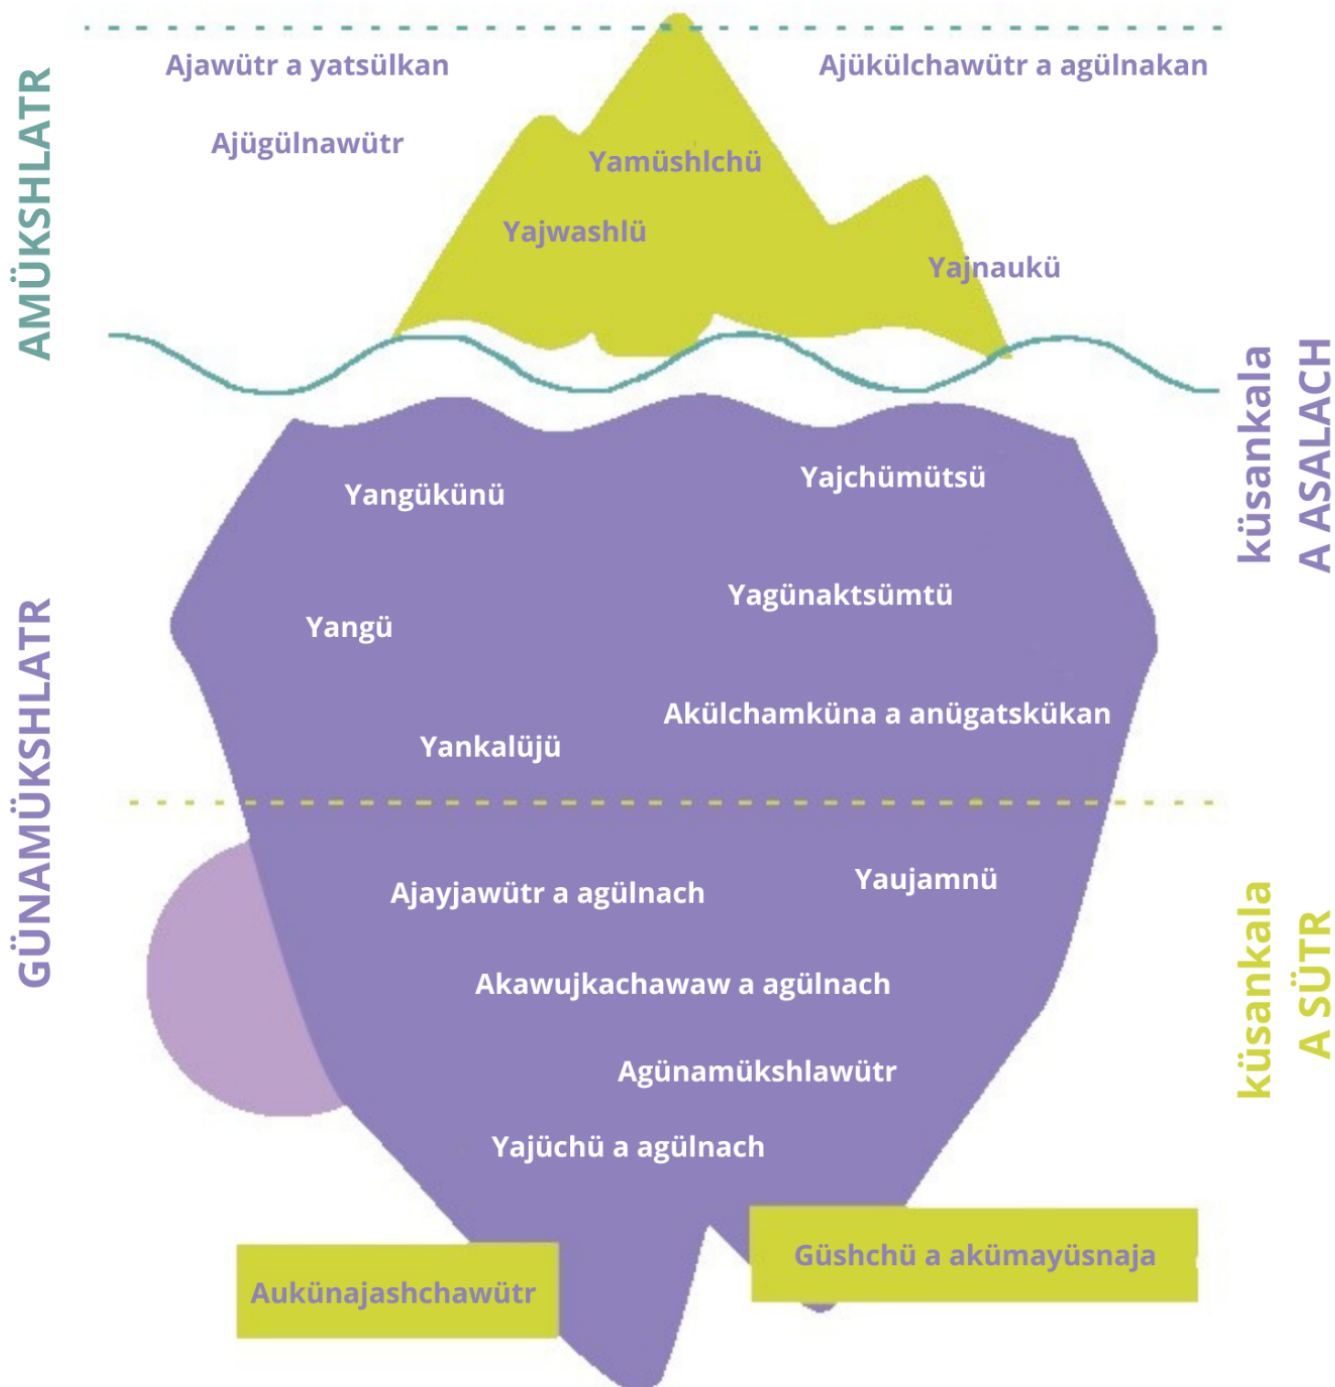 AMÜKSHLATR
Ajawütr a yatsülkan
Ajükülchawütr a agülnakan
Ajügülnawütr
Yamüshlchü
Yajwashlü
Yajnaukü
küsankala
A ASALACH
GÜNAMÜKSHLATR
Yajchümütsü
Yangükünü
Yagünaktsümtü
Yangü
Akülchamküna a anügatskükan
Yankalüjü
küsankala
A SÜTR
Yaujamnü
Ajayjawütr a agülnach
Akawujkachawaw a agülnach
Agünamükshlawütr
Yajüchü a agülnach
Güshchü a akümayüsnaja
Aukünajashchawütr